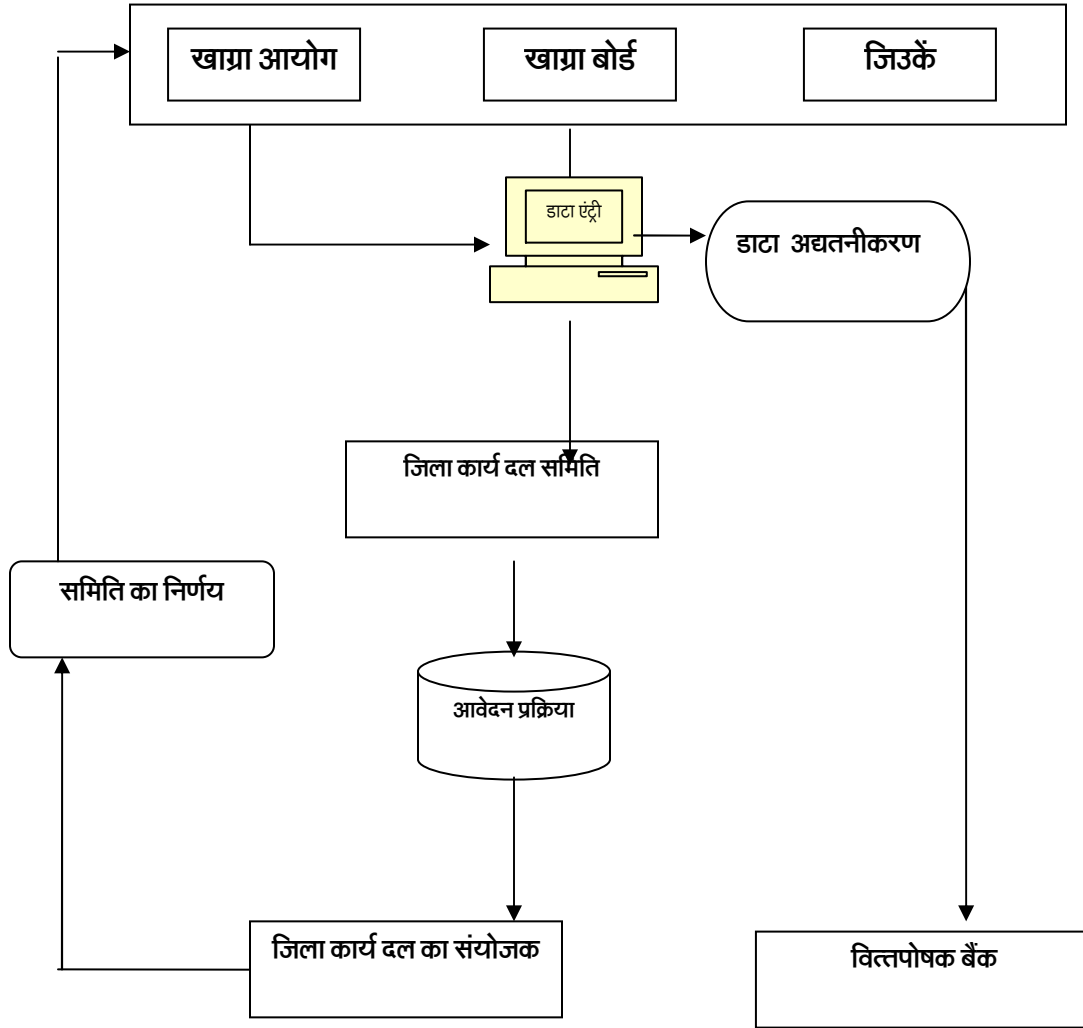 खाग्रा आयोग
खाग्रा बोर्ड
जिउकें
डाटा एंट्री
डाटा अद्यतनीकरण
जिला कार्य दल समिति
समिति का निर्णय
आवेदन प्रक्रिया
जिला कार्य दल का संयोजक
वित्तपोषक बैंक